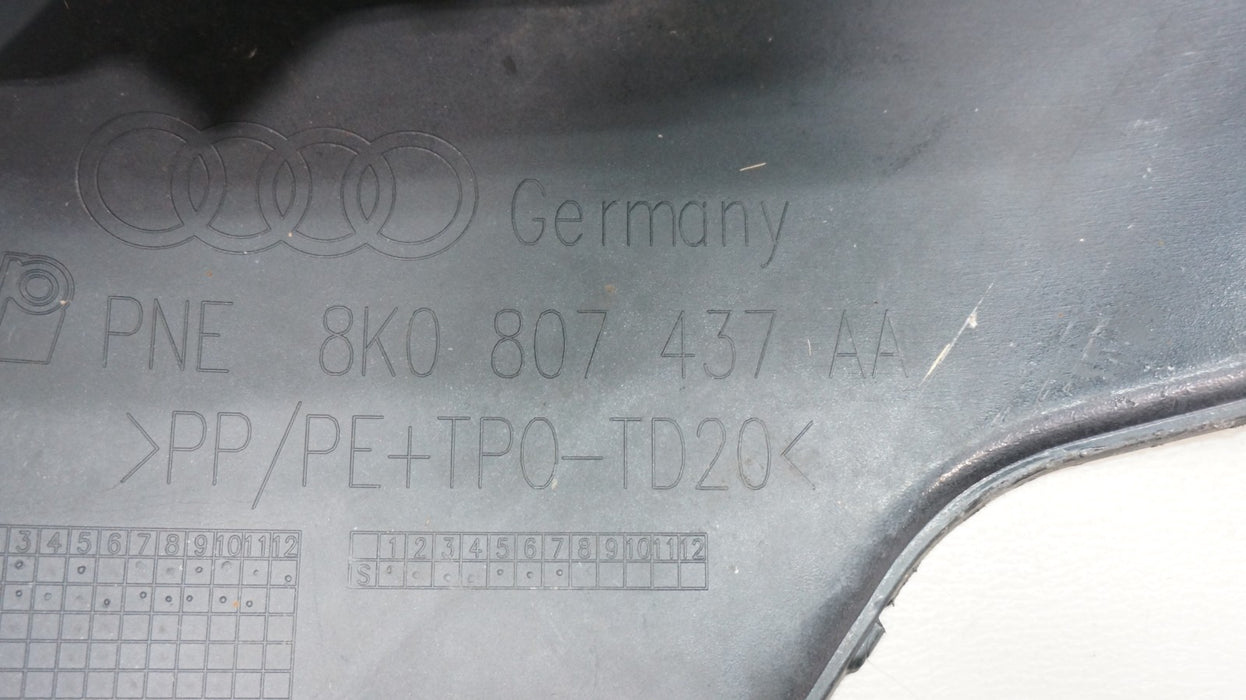 Germany
PNE 8K0 807 437 AA
>PP/PE+TPO-TD20<
3 4 5 6 7 8 9 10 11 12
1 2 3 4 5 6 7 8 9 10 11 12
S